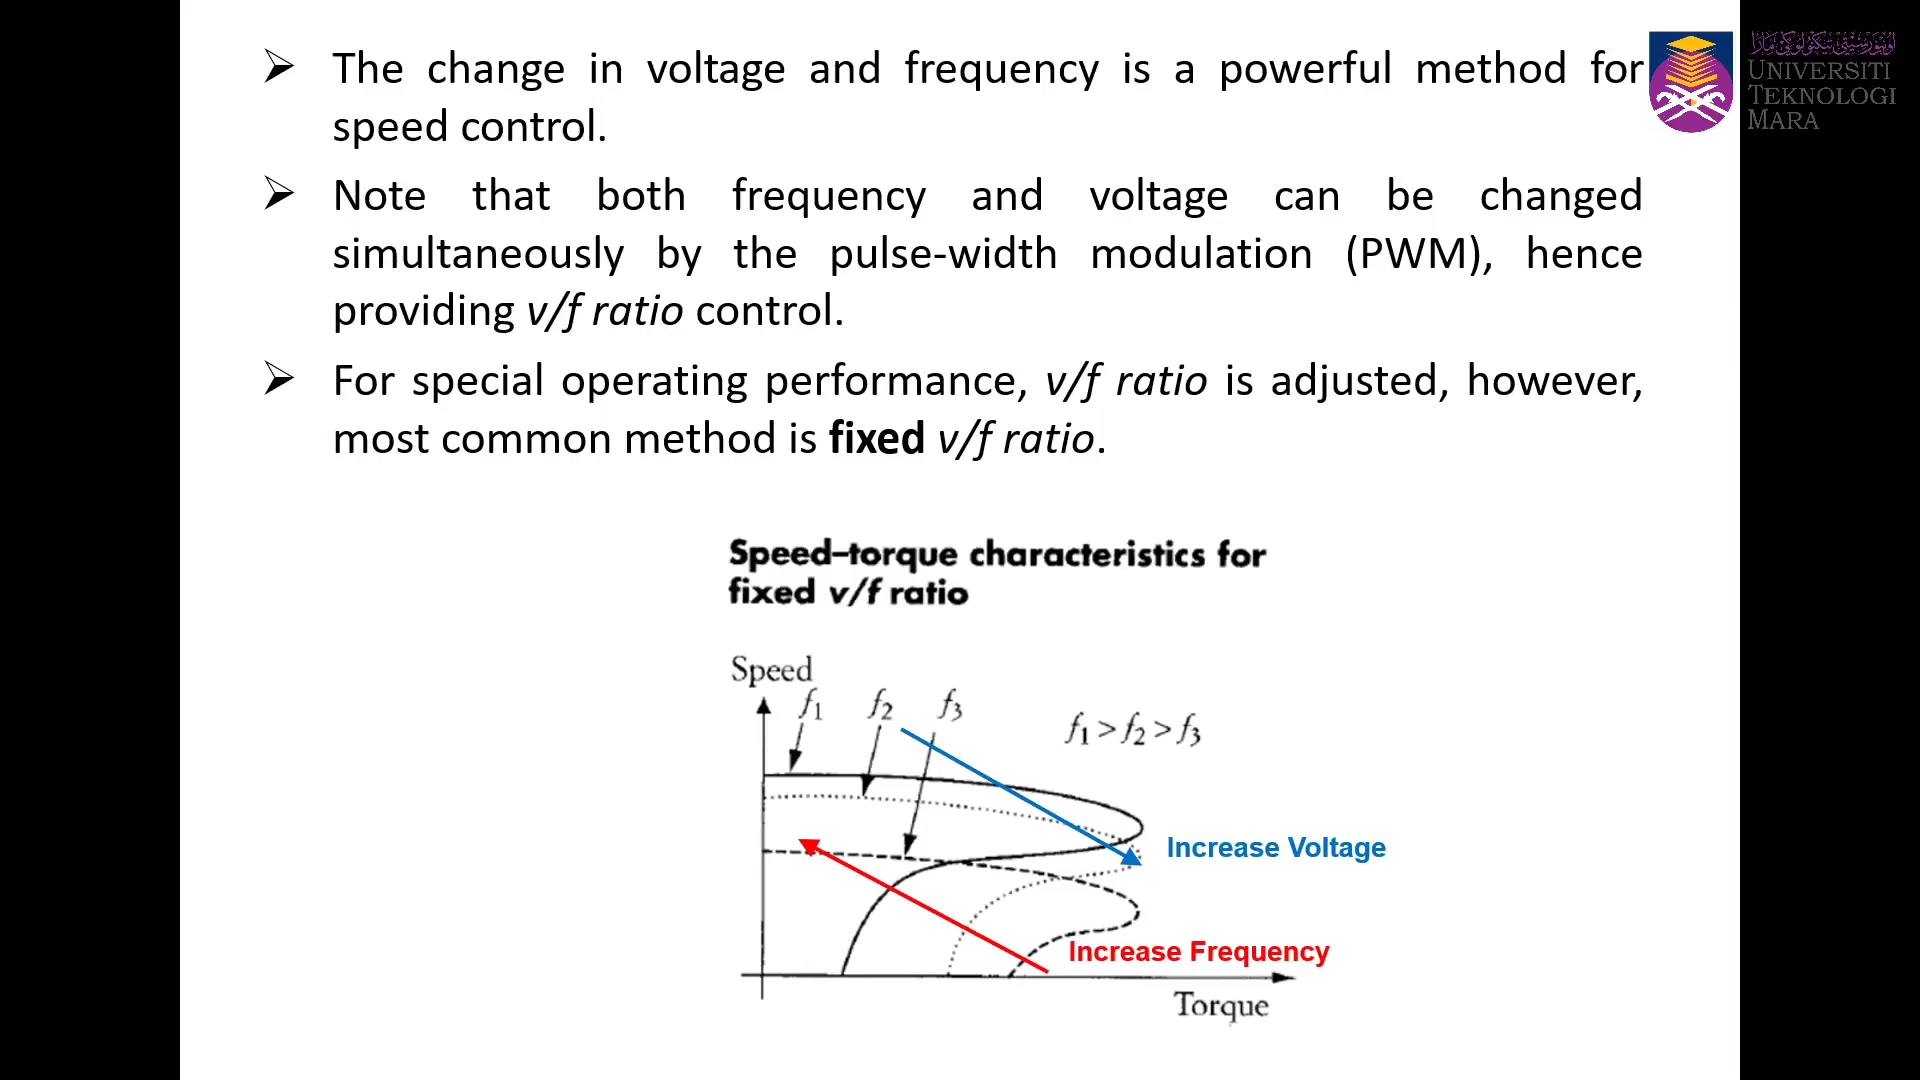 ➢ The change in voltage and frequency is a powerful method for
speed control.
➢ Note that both frequency and voltage can be changed
simultaneously by the pulse-width modulation (PWM), hence
providing v/f ratio control.
➢ For special operating performance, v/f ratio is adjusted, however,
most common method is fixed v/f ratio.
اونيۏرسيتي تيكنولوڬي مارا
UNIVERSITI
TEKNOLOGI
MARA
Speed–torque characteristics for
fixed v/f ratio
Speed
f₁ f₂ f₃
f₁ > f₂ > f₃
Increase Voltage
Increase Frequency
Torque